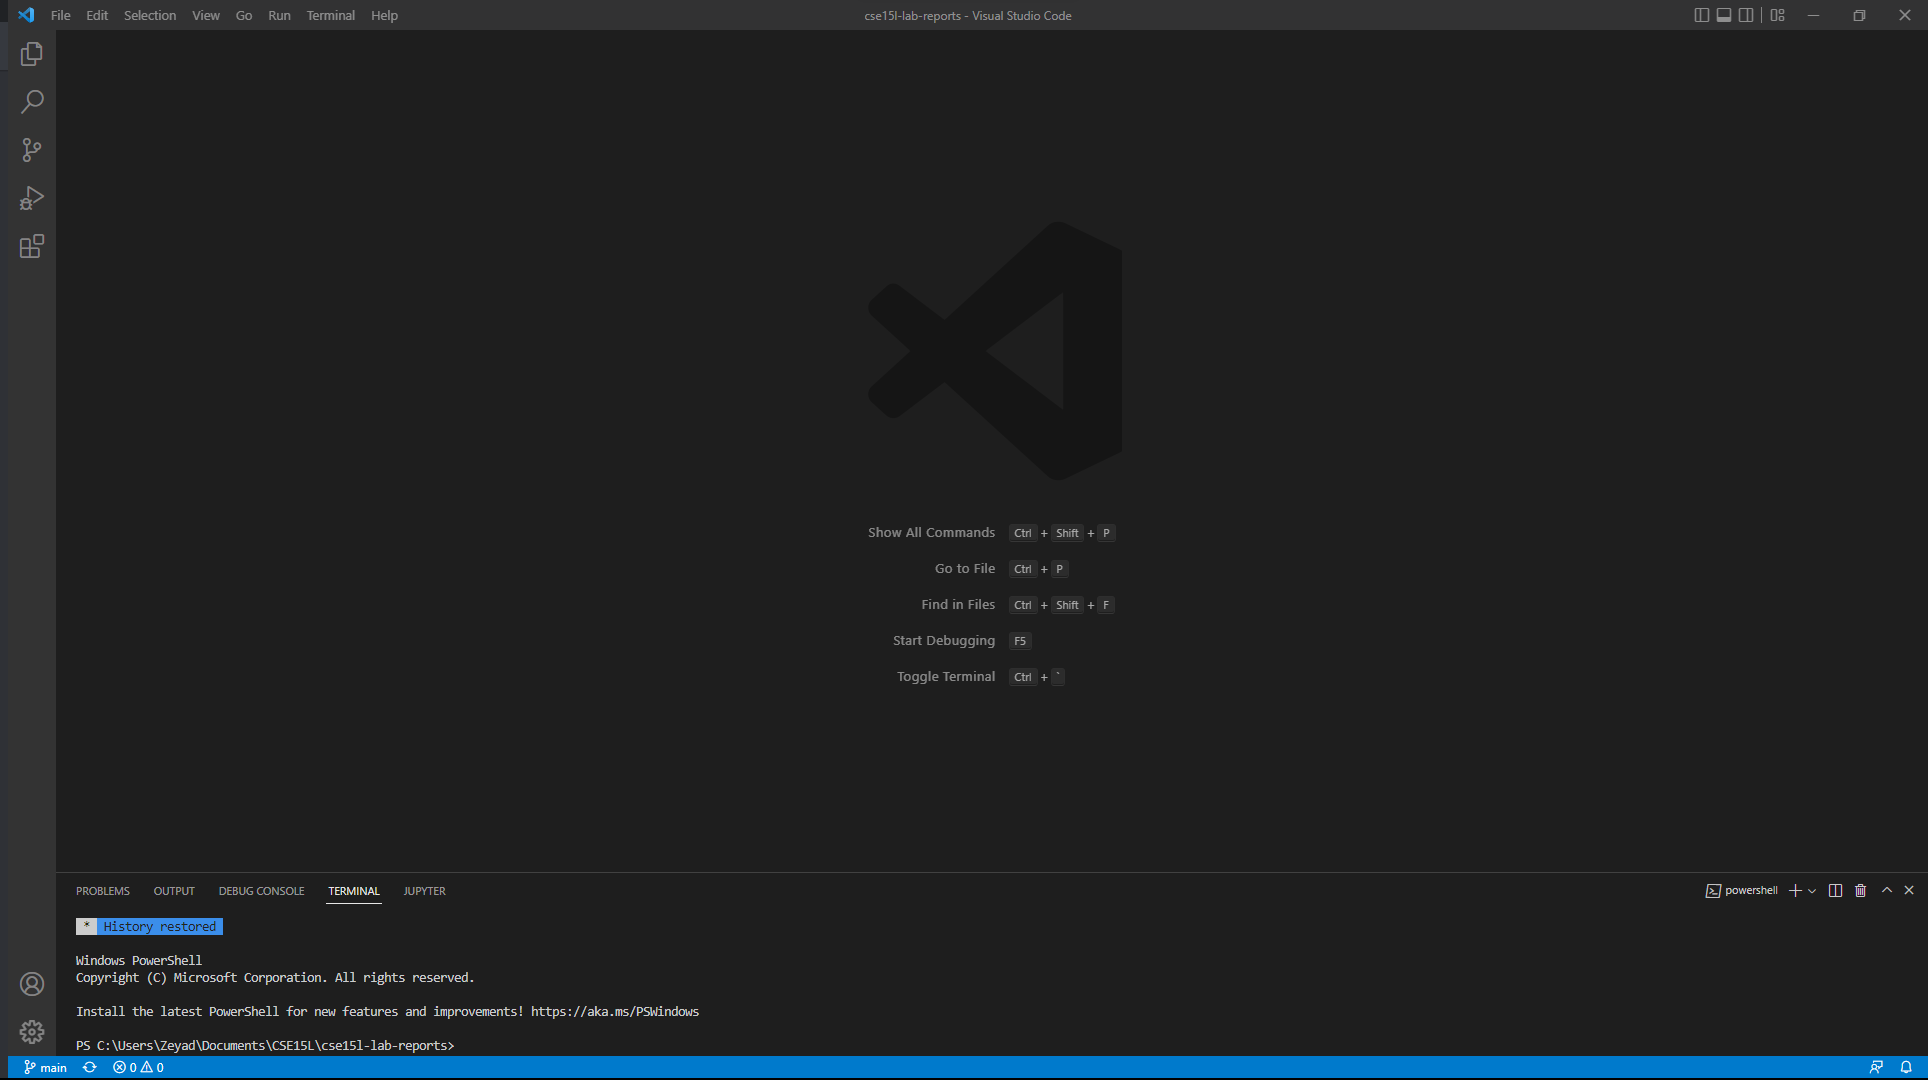 File Edit Selection View Go Run Terminal Help cse15l-lab-reports - Visual Studio Code
Show All Commands Ctrl + Shift + P
Go to File Ctrl + P
Find in Files Ctrl + Shift + F
Start Debugging F5
Toggle Terminal Ctrl + `
PROBLEMS OUTPUT DEBUG CONSOLE TERMINAL JUPYTER powershell
* History restored
Windows PowerShell
Copyright (C) Microsoft Corporation. All rights reserved.
Install the latest PowerShell for new features and improvements! https://aka.ms/PSWindows
PS C:\Users\Zeyad\Documents\CSE15L\cse15l-lab-reports>
main 0 0